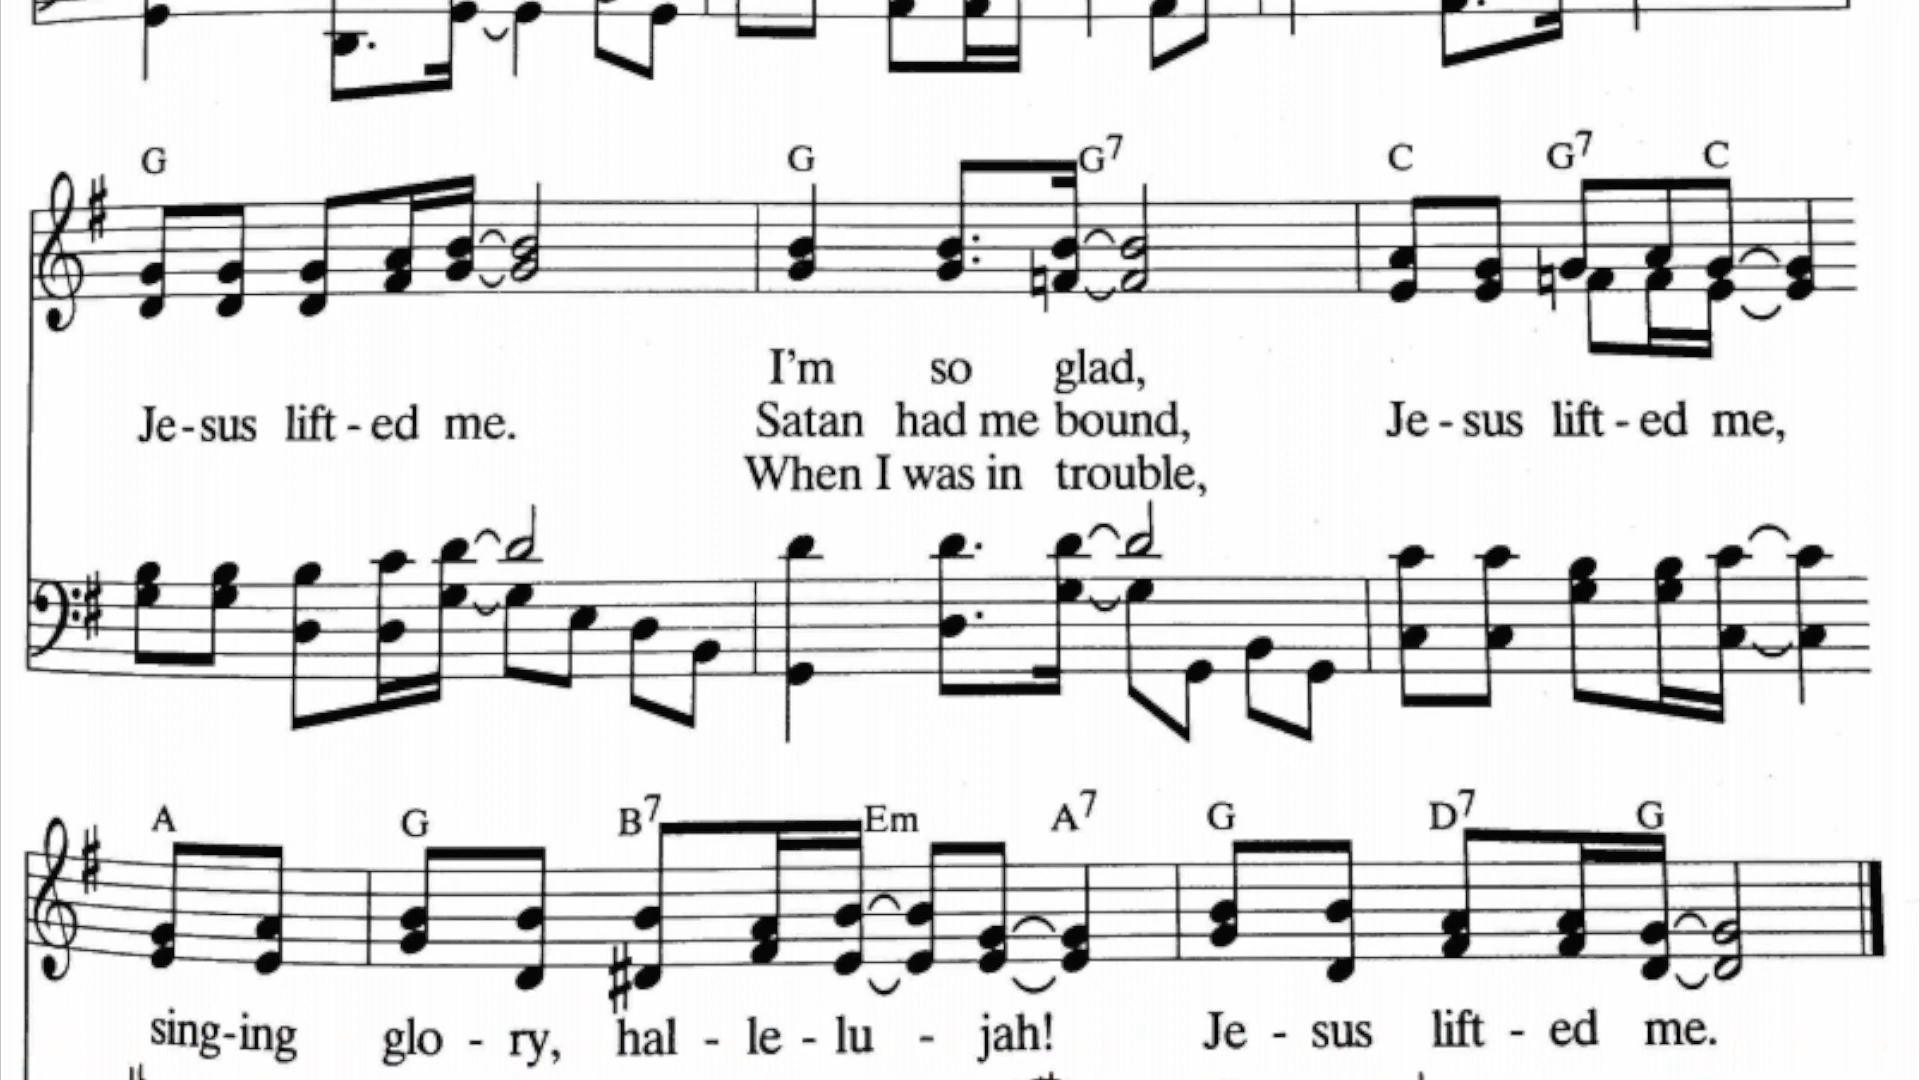 G G G7 C G7 C
I'm so glad,
Je-sus lift-ed me. Satan had me bound, Je-sus lift-ed me,
When I was in trouble,
A G B7 Em A7 G D7 G
sing-ing glo-ry, hal-le-lu-jah! Je-sus lift-ed me.